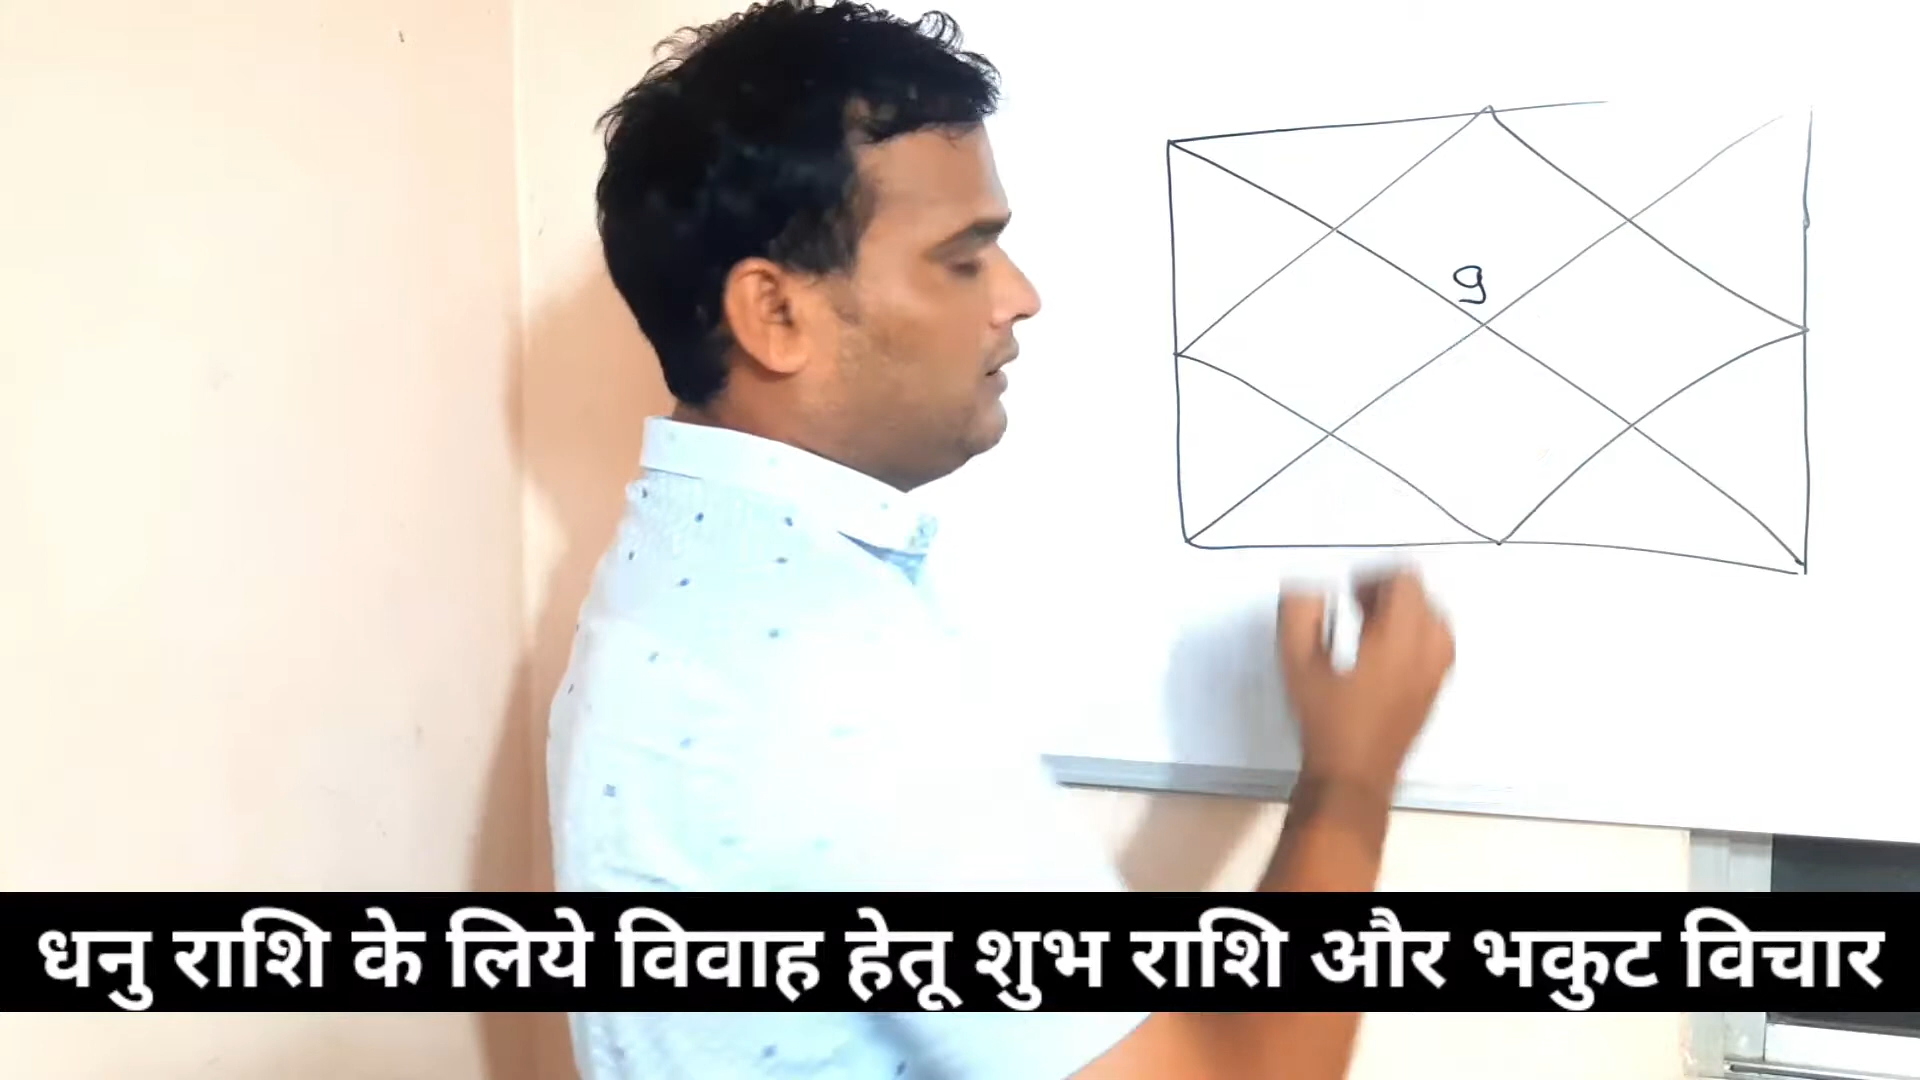 9
धनु राशि के लिये विवाह हेतू शुभ राशि और भकुट विचार